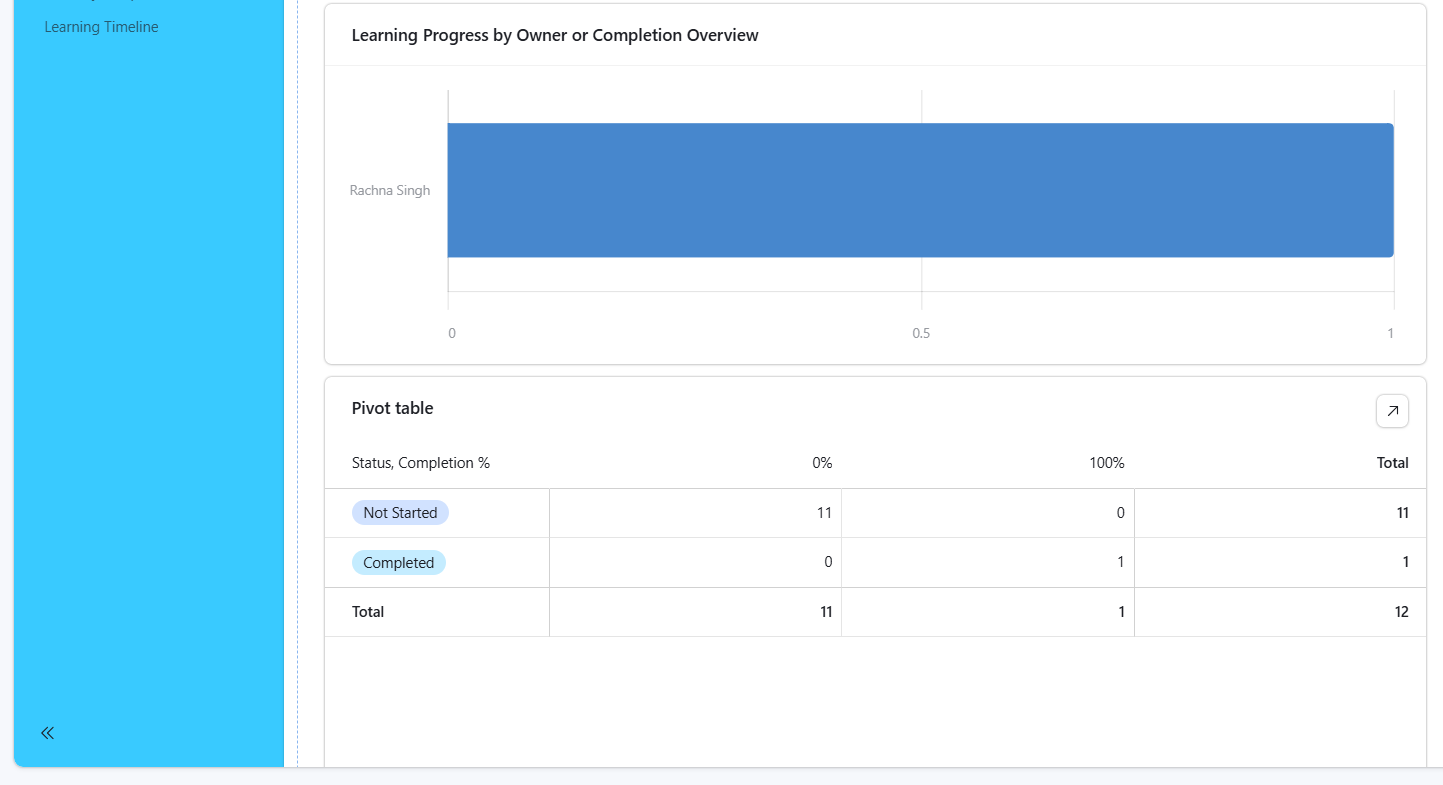 Learning Timeline
Learning Progress by Owner or Completion Overview
Rachna Singh
0 0.5 1
Pivot table
Status, Completion % 0% 100% Total
Not Started 11 0 11
Completed 0 1 1
Total 11 1 12